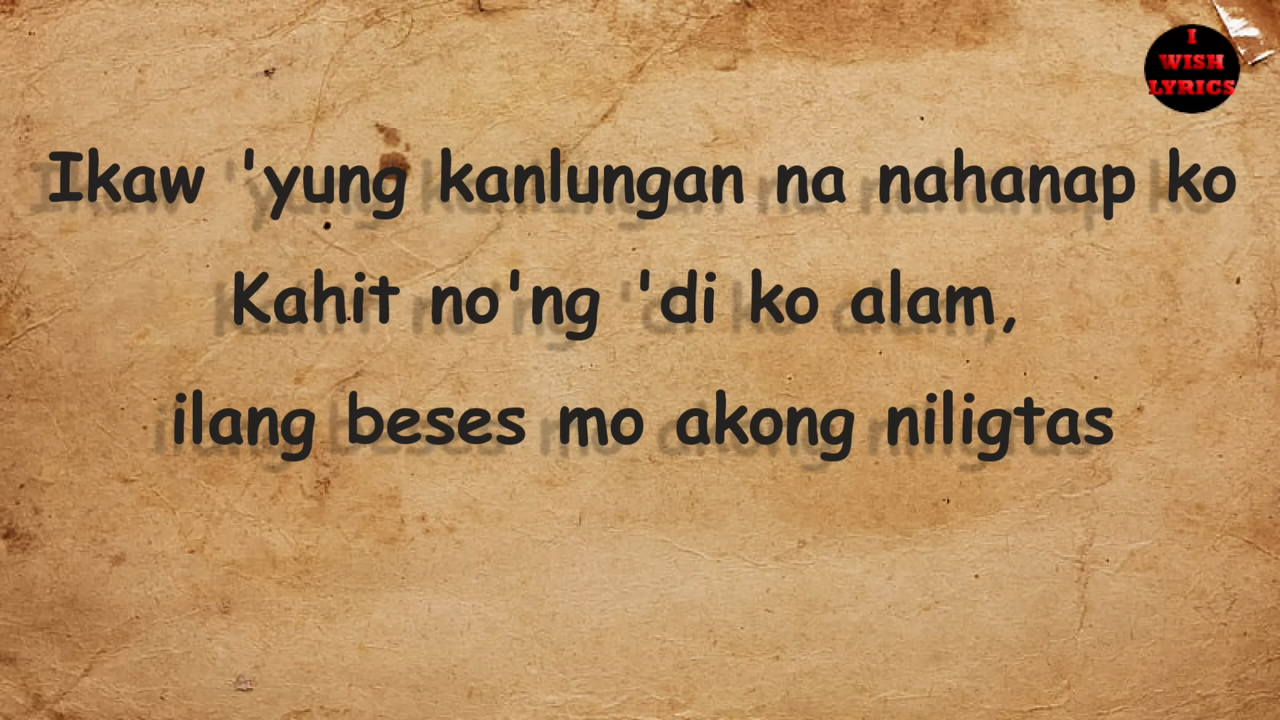 I
WISH
LYRICS
Ikaw 'yung kanlungan na nahanap ko
Kahit no'ng 'di ko alam,
ilang beses mo akong niligtas